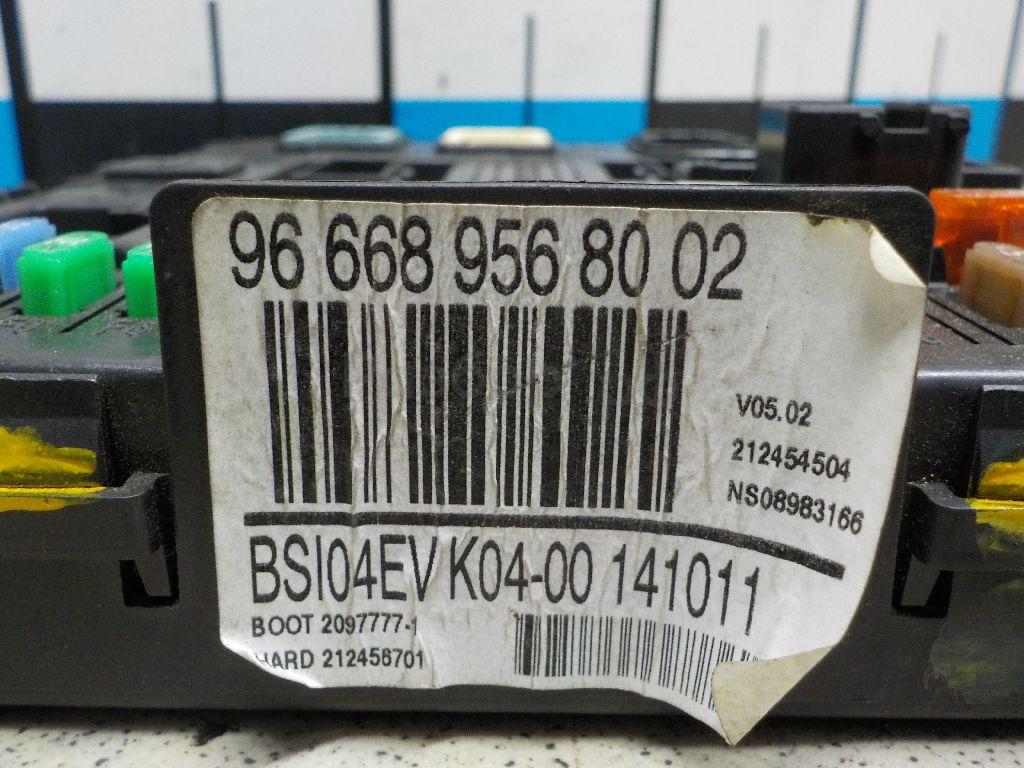 96 668 956 80 02
V05.02
212454504
NS08983166
BSI04EV K04-00 141011
BOOT 2097777-1
HARD 212456701